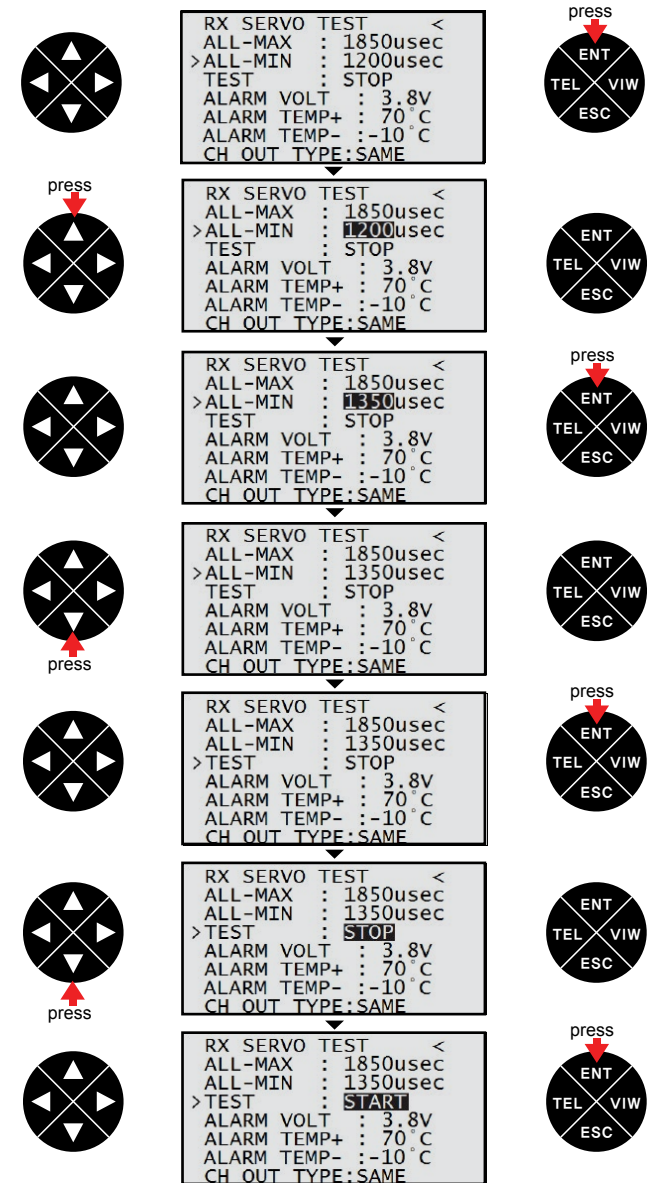 press
RX SERVO TEST <
ALL-MAX : 1850usec
>ALL-MIN : 1200usec
TEST : STOP
ALARM VOLT : 3.8V
ALARM TEMP+ : 70°C
ALARM TEMP- :-10°C
CH OUT TYPE:SAME
ENT
TEL VIW
ESC
press
RX SERVO TEST <
ALL-MAX : 1850usec
>ALL-MIN : 1200usec
TEST : STOP
ALARM VOLT : 3.8V
ALARM TEMP+ : 70°C
ALARM TEMP- :-10°C
CH OUT TYPE:SAME
ENT
TEL VIW
ESC
press
RX SERVO TEST <
ALL-MAX : 1850usec
>ALL-MIN : 1350usec
TEST : STOP
ALARM VOLT : 3.8V
ALARM TEMP+ : 70°C
ALARM TEMP- :-10°C
CH OUT TYPE:SAME
ENT
TEL VIW
ESC
RX SERVO TEST <
ALL-MAX : 1850usec
>ALL-MIN : 1350usec
TEST : STOP
ALARM VOLT : 3.8V
ALARM TEMP+ : 70°C
ALARM TEMP- :-10°C
CH OUT TYPE:SAME
ENT
TEL VIW
ESC
press
press
RX SERVO TEST <
ALL-MAX : 1850usec
ALL-MIN : 1350usec
>TEST : STOP
ALARM VOLT : 3.8V
ALARM TEMP+ : 70°C
ALARM TEMP- :-10°C
CH OUT TYPE:SAME
ENT
TEL VIW
ESC
RX SERVO TEST <
ALL-MAX : 1850usec
ALL-MIN : 1350usec
>TEST : STOP
ALARM VOLT : 3.8V
ALARM TEMP+ : 70°C
ALARM TEMP- :-10°C
CH OUT TYPE:SAME
ENT
TEL VIW
ESC
press
press
RX SERVO TEST <
ALL-MAX : 1850usec
ALL-MIN : 1350usec
>TEST : START
ALARM VOLT : 3.8V
ALARM TEMP+ : 70°C
ALARM TEMP- :-10°C
CH OUT TYPE:SAME
ENT
TEL VIW
ESC